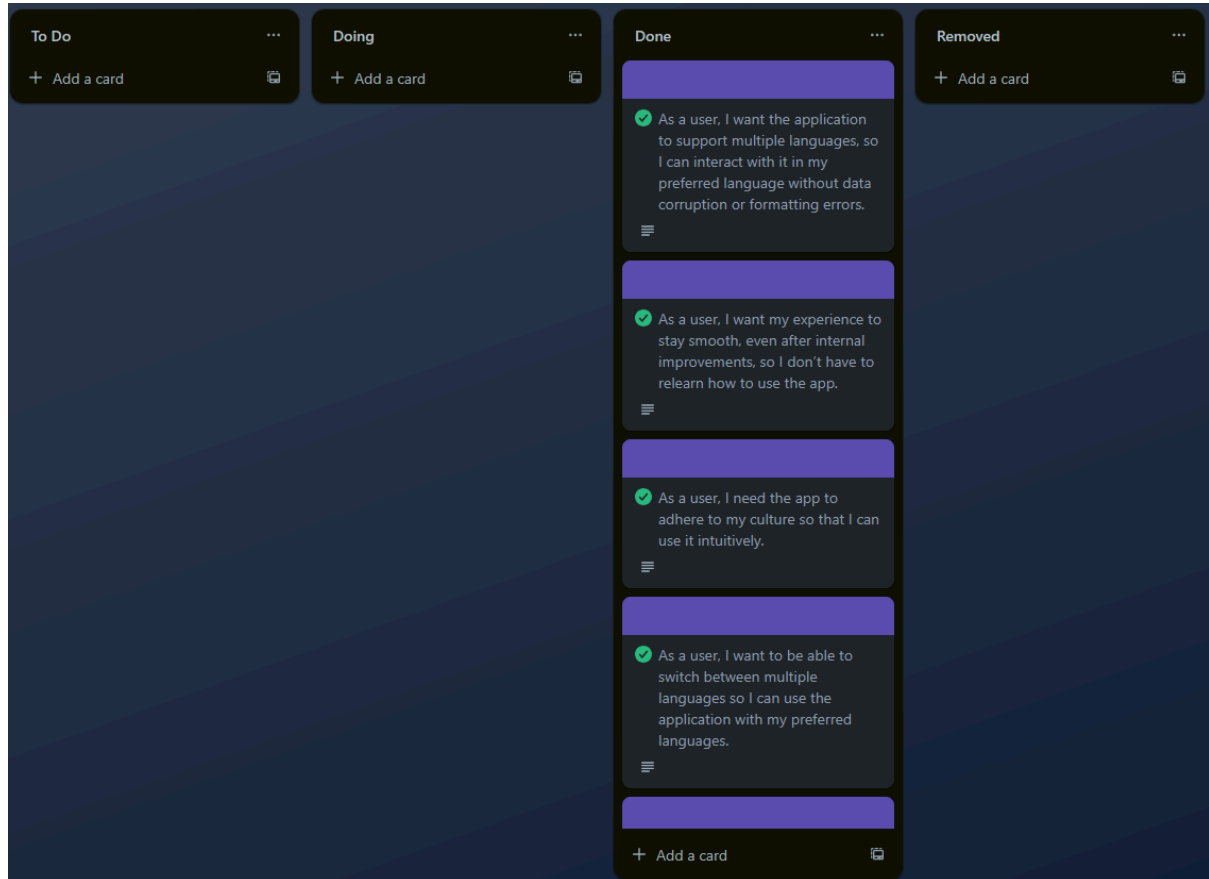 To Do
Add a card
Doing
Add a card
Done
As a user, I want the application
to support multiple languages, so
I can interact with it in my
preferred language without data
corruption or formatting errors.
As a user, I want my experience to
stay smooth, even after internal
improvements, so I don't have to
relearn how to use the app.
As a user, I need the app to
adhere to my culture so that I can
use it intuitively.
As a user, I want to be able to
switch between multiple
languages so I can use the
application with my preferred
languages.
Add a card
Removed
Add a card